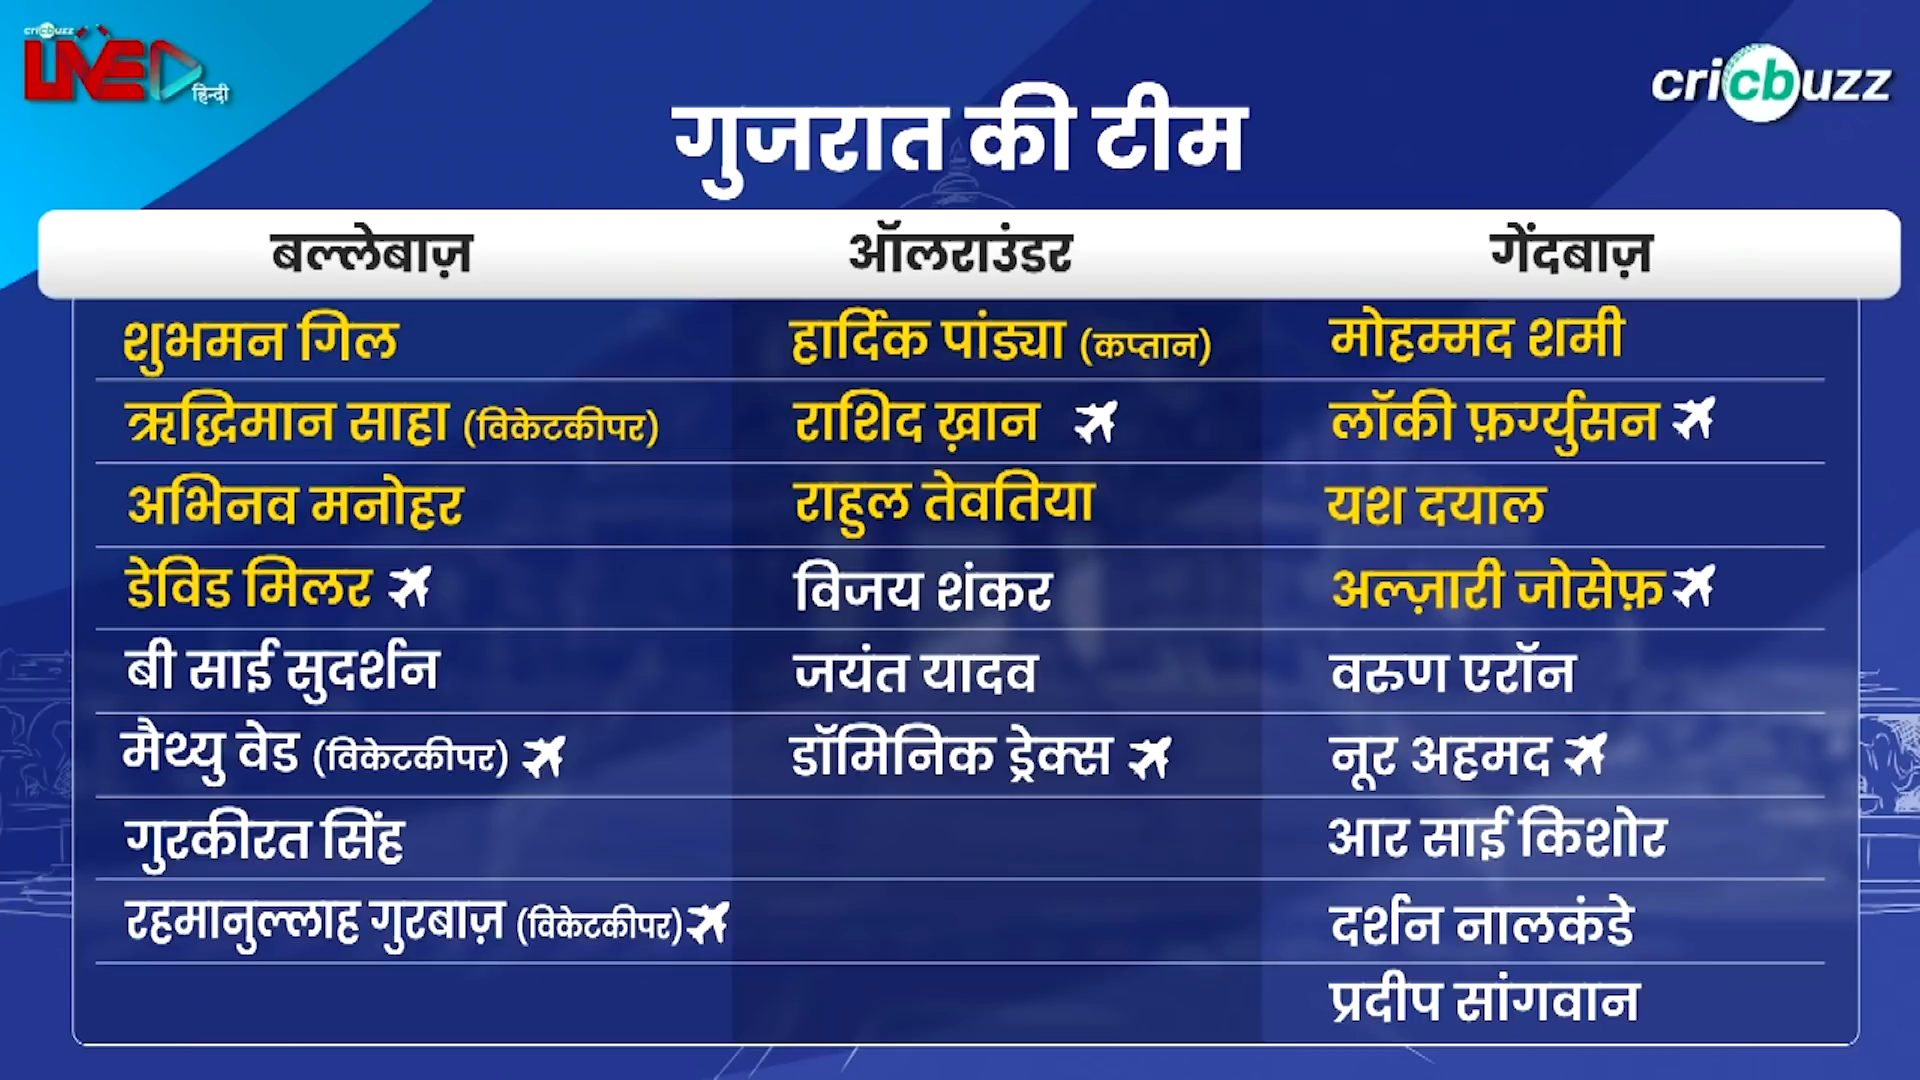 cricbuzz
LIVE
हिन्दी
cricbuzz
गुजरात की टीम
बल्लेबाज़ ऑलराउंडर गेंदबाज़
शुभमन गिल हार्दिक पांड्या (कप्तान) मोहम्मद शमी
ऋद्धिमान साहा (विकेटकीपर) राशिद ख़ान लॉकी फ़र्ग्युसन
अभिनव मनोहर राहुल तेवतिया यश दयाल
डेविड मिलर विजय शंकर अल्ज़ारी जोसेफ़
बी साई सुदर्शन जयंत यादव वरुण एरॉन
मैथ्यु वेड (विकेटकीपर) डॉमिनिक ड्रेक्स नूर अहमद
गुरकीरत सिंह आर साई किशोर
रहमानुल्लाह गुरबाज़ (विकेटकीपर) दर्शन नालकंडे
प्रदीप सांगवान